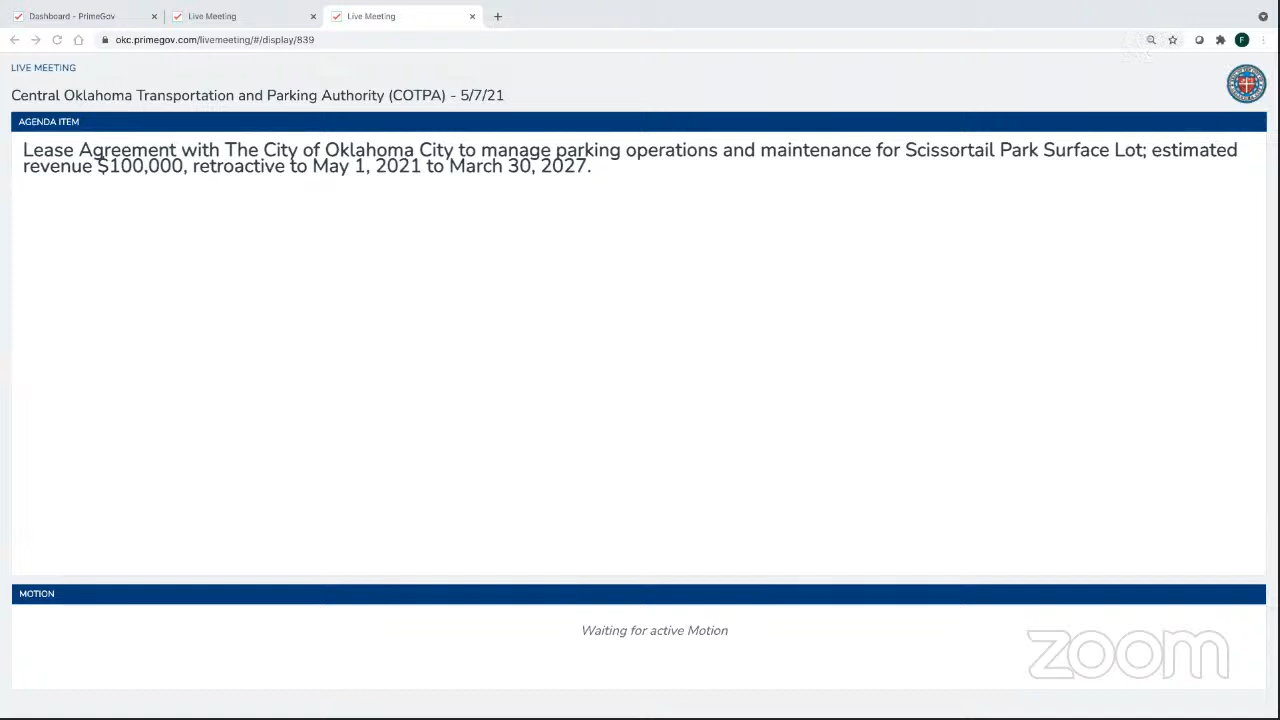 Dashboard - PrimeGov
Live Meeting
Live Meeting
okc.primegov.com/livemeeting/#/display/839
F
LIVE MEETING
Central Oklahoma Transportation and Parking Authority (COTPA) - 5/7/21
AGENDA ITEM
Lease Agreement with The City of Oklahoma City to manage parking operations and maintenance for Scissortail Park Surface Lot; estimated
revenue $100,000, retroactive to May 1, 2021 to March 30, 2027.
MOTION
Waiting for active Motion
zoom